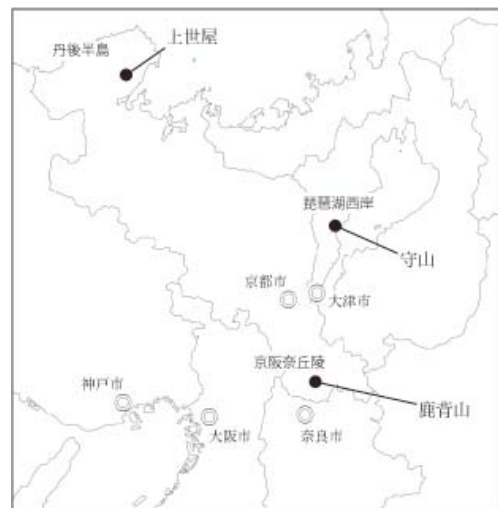 丹後半島
上世屋
琵琶湖西岸
守山
京都市
大津市
京阪奈丘陵
神戸市
鹿背山
大阪市
奈良市